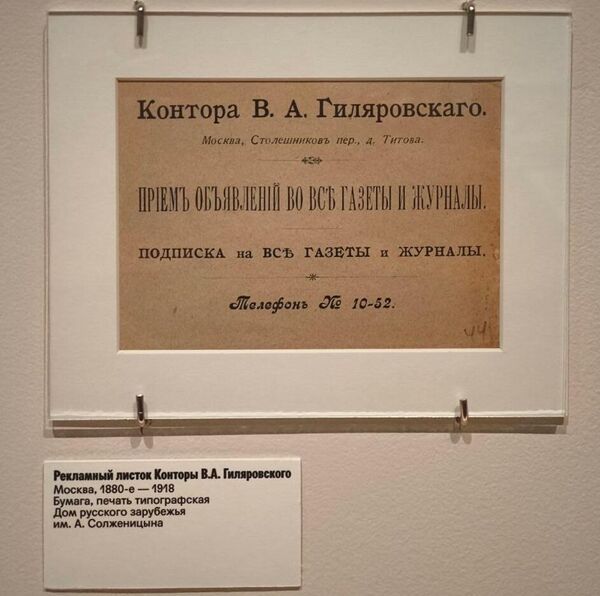 Контора В. А. Гиляровскаго.
Москва, Столешниковъ пер., д. Титова.
ПРІЕМЪ ОБЪЯВЛЕНІЙ ВО ВСѢ ГАЗЕТЫ И ЖУРНАЛЫ.
ПОДПИСКА на ВСѢ ГАЗЕТЫ и ЖУРНАЛЫ.
Телефонъ № 10-52.
44
Рекламный листок Конторы В.А. Гиляровского
Москва, 1880-е — 1918
Бумага, печать типографская
Дом русского зарубежья
им. А. Солженицына